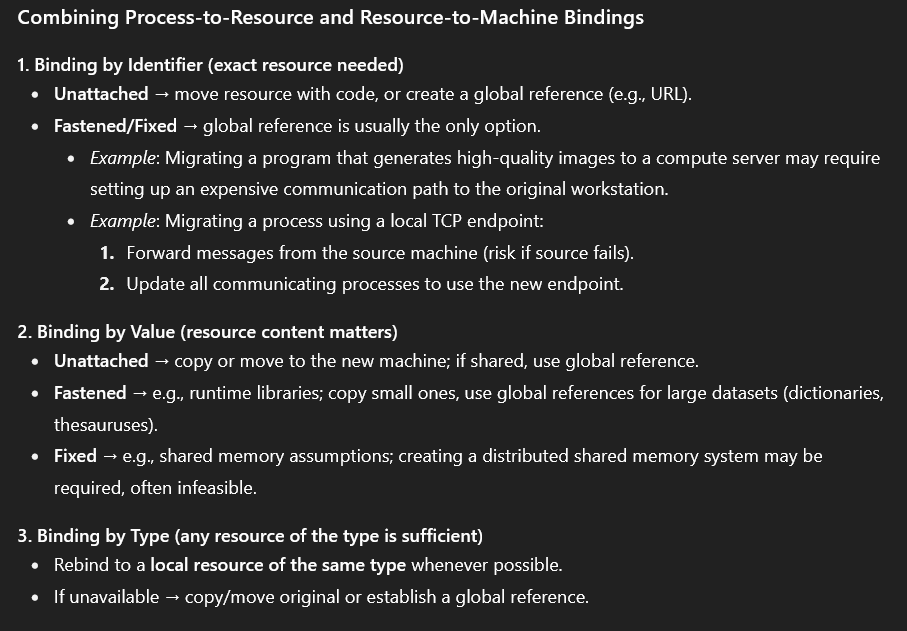 Combining Process-to-Resource and Resource-to-Machine Bindings
1. Binding by Identifier (exact resource needed)
• Unattached → move resource with code, or create a global reference (e.g., URL).
• Fastened/Fixed → global reference is usually the only option.
• Example: Migrating a program that generates high-quality images to a compute server may require
setting up an expensive communication path to the original workstation.
• Example: Migrating a process using a local TCP endpoint:
1. Forward messages from the source machine (risk if source fails).
2. Update all communicating processes to use the new endpoint.
2. Binding by Value (resource content matters)
• Unattached → copy or move to the new machine; if shared, use global reference.
• Fastened → e.g., runtime libraries; copy small ones, use global references for large datasets (dictionaries,
thesauruses).
• Fixed → e.g., shared memory assumptions; creating a distributed shared memory system may be
required, often infeasible.
3. Binding by Type (any resource of the type is sufficient)
• Rebind to a local resource of the same type whenever possible.
• If unavailable → copy/move original or establish a global reference.